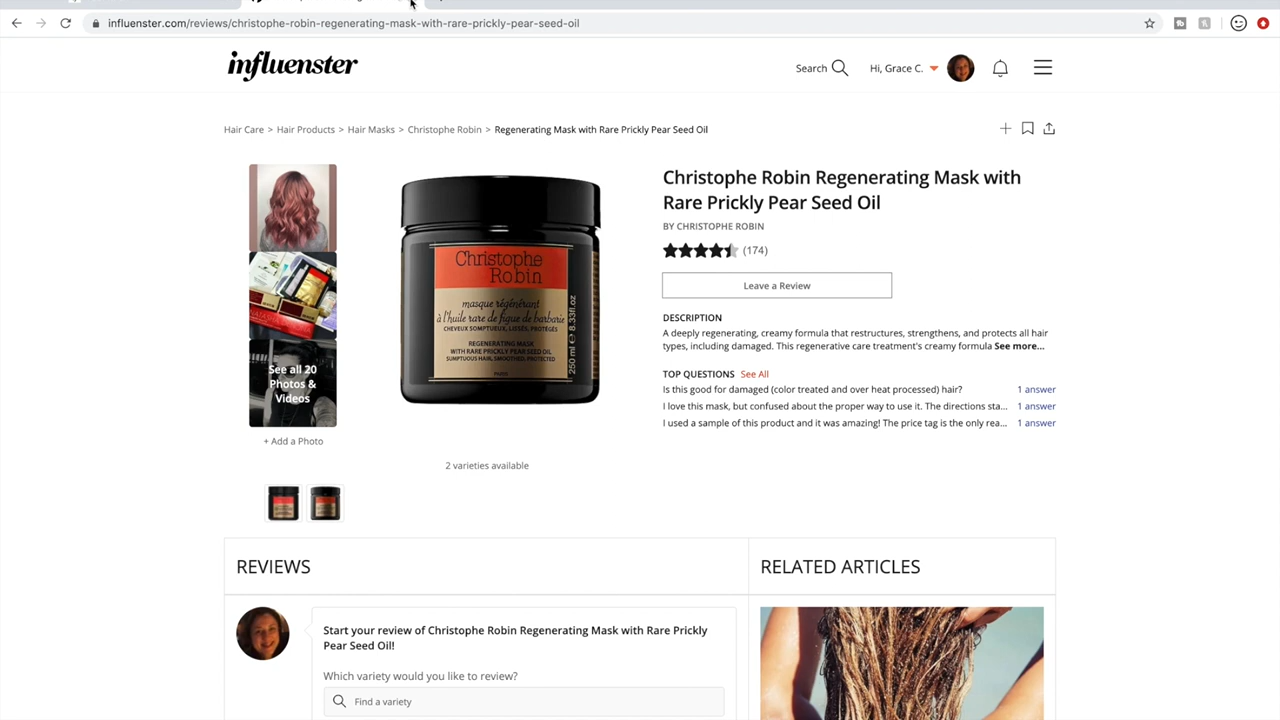 influenster.com/reviews/christophe-robin-regenerating-mask-with-rare-prickly-pear-seed-oil
influenster
Search
Hi, Grace C.
Hair Care > Hair Products > Hair Masks > Christophe Robin > Regenerating Mask with Rare Prickly Pear Seed Oil
Christophe Robin Regenerating Mask with
Rare Prickly Pear Seed Oil
BY CHRISTOPHE ROBIN
(174)
Leave a Review
DESCRIPTION
A deeply regenerating, creamy formula that restructures, strengthens, and protects all hair
types, including damaged. This regenerative care treatment's creamy formula See more...
TOP QUESTIONS See All
Is this good for damaged (color treated and over heat processed) hair? 1 answer
I love this mask, but confused about the proper way to use it. The directions sta... 1 answer
I used a sample of this product and it was amazing! The price tag is the only rea... 1 answer
Christophe
Robin
masque régénérant
à l'huile rare de figue de barbarie
CHEVEUX SOMPTUEUX, LISSÉS, PROTÉGÉS
REGENERATING MASK
WITH RARE PRICKLY PEAR SEED OIL
SUMPTUOUS HAIR, SMOOTHED, PROTECTED
PARIS
250 ml e 8.33fl.oz
See all 20
Photos &
Videos
+ Add a Photo
2 varieties available
REVIEWS
RELATED ARTICLES
Start your review of Christophe Robin Regenerating Mask with Rare Prickly
Pear Seed Oil!
Which variety would you like to review?
Find a variety